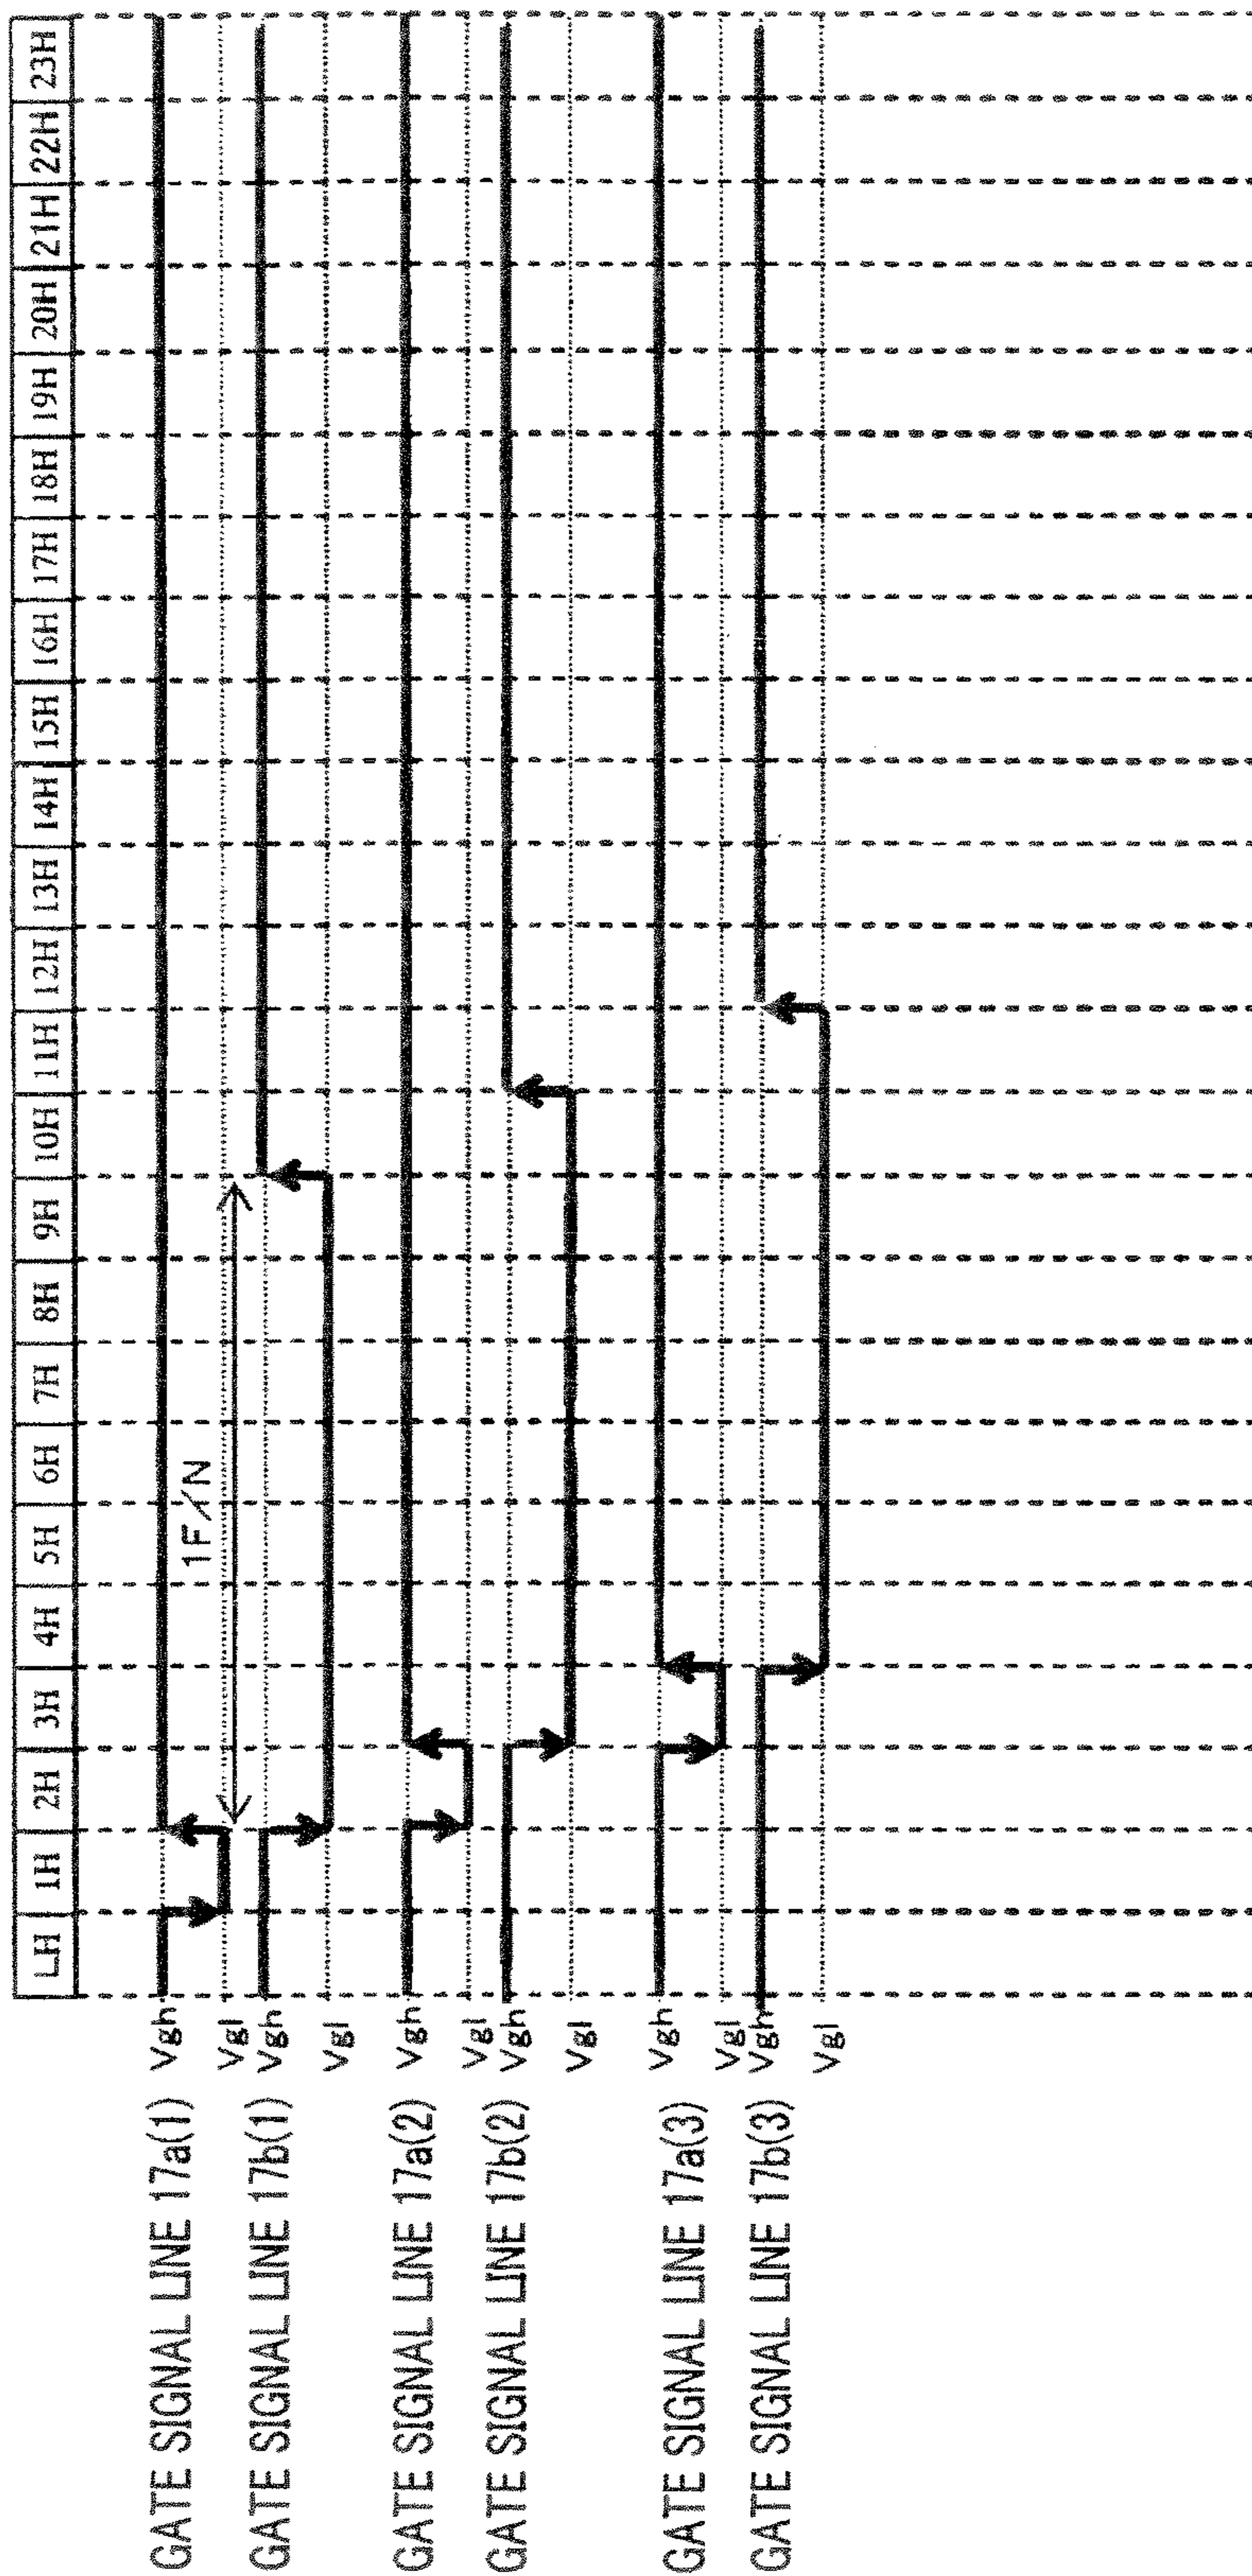 LH 1H 2H 3H 4H 5H 6H 7H 8H 9H 10H 11H 12H 13H 14H 15H 16H 17H 18H 19H 20H 21H 22H 23H
GATE SIGNAL LINE 17a(1) Vgh
1F/N
Vgl
GATE SIGNAL LINE 17b(1) Vgh
Vgl
GATE SIGNAL LINE 17a(2) Vgh
Vgl
GATE SIGNAL LINE 17b(2) Vgh
Vgl
GATE SIGNAL LINE 17a(3) Vgh
Vgl
GATE SIGNAL LINE 17b(3) Vgh
Vgl